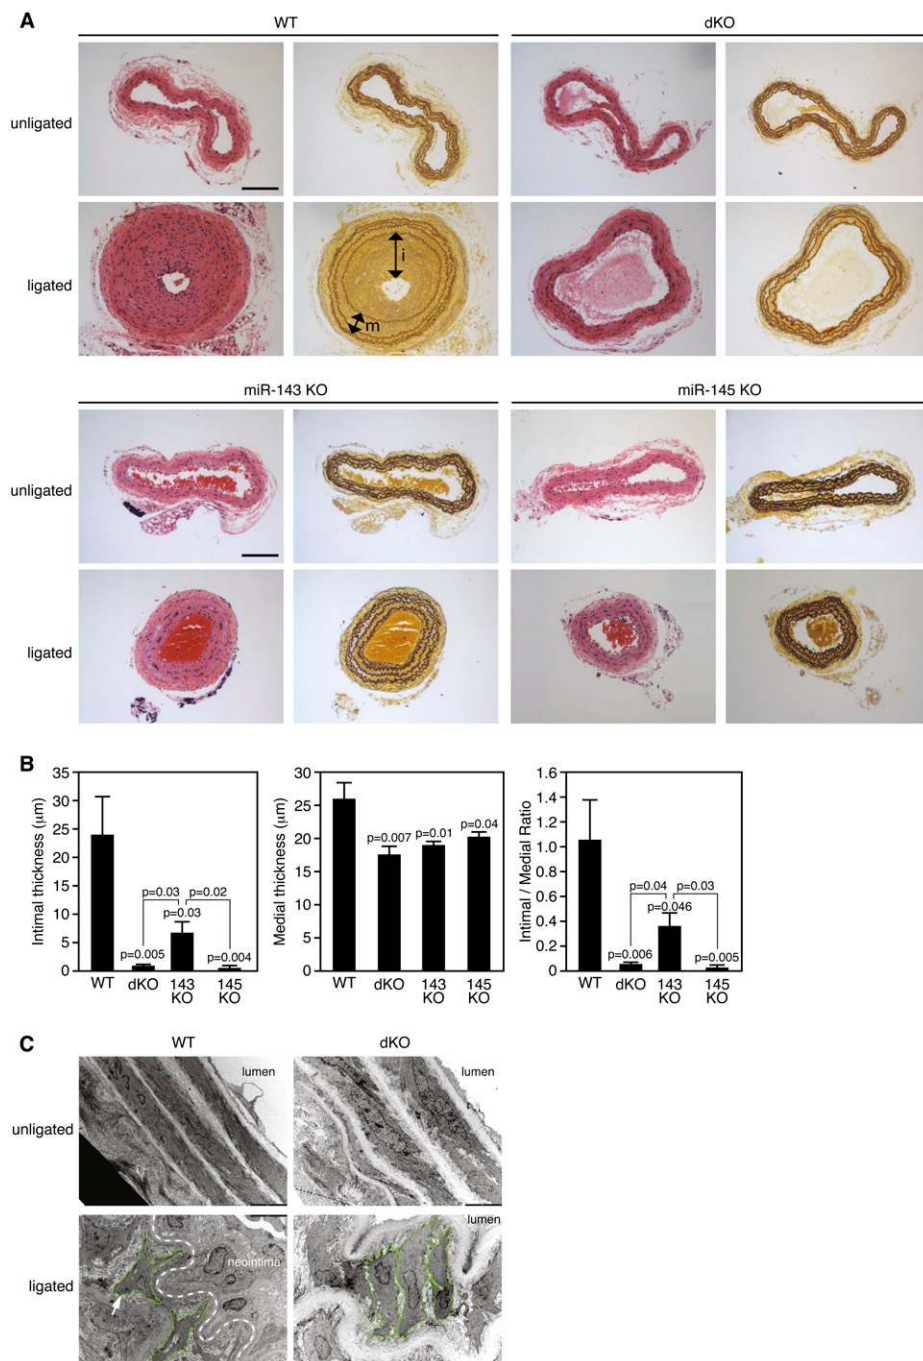 A
WT
dKO
unligated
ligated
i
m
miR-143 KO
miR-145 KO
unligated
ligated
B
Intimal thickness (μm)
35
30
25
20
15
10
5
0
p=0.03
p=0.02
p=0.03
p=0.005
p=0.004
WT
dKO
143 KO
145 KO
Medial thickness (μm)
30
25
20
15
10
5
0
p=0.007
p=0.01
p=0.04
WT
dKO
143 KO
145 KO
Intimal / Medial Ratio
1.6
1.4
1.2
1.0
0.8
0.6
0.4
0.2
0
p=0.04
p=0.03
p=0.046
p=0.006
p=0.005
WT
dKO
143 KO
145 KO
C
WT
dKO
unligated
lumen
lumen
ligated
neointima
lumen